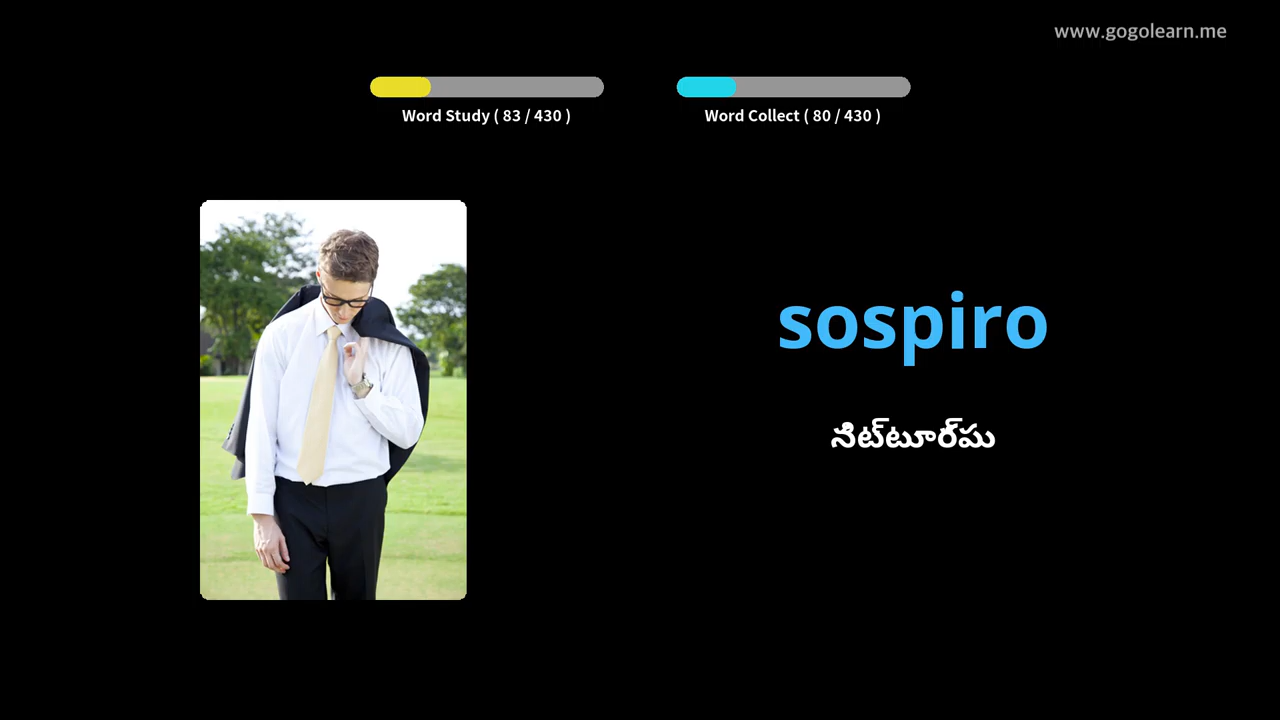 www.gogolearn.me
Word Study ( 83 / 430 )
Word Collect ( 80 / 430 )
sospiro
నిట్టూర్పు